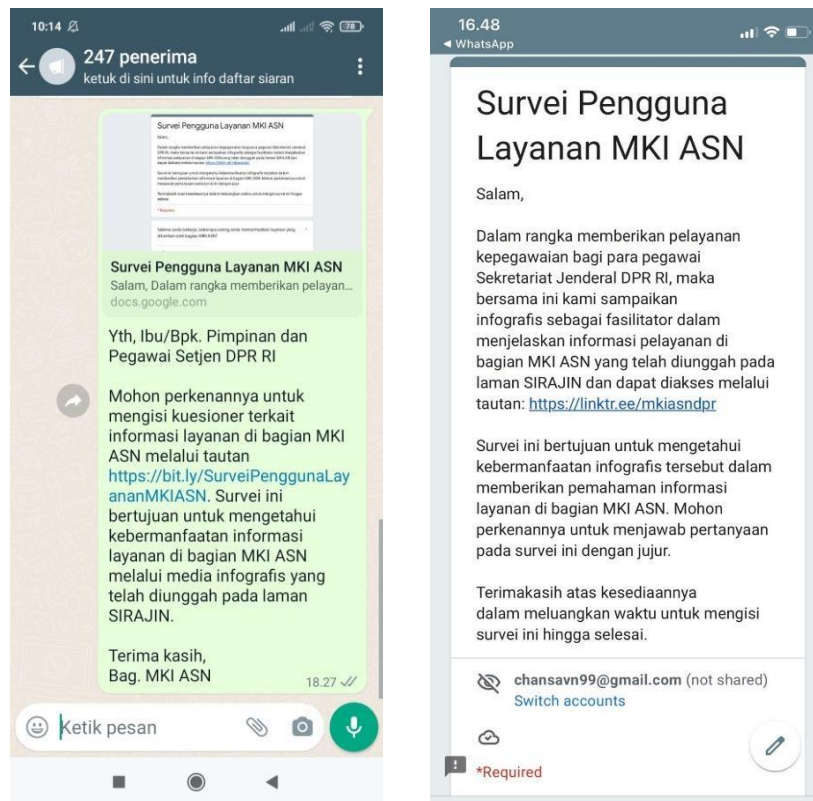 10:14
78
247 penerima
ketuk di sini untuk info daftar siaran
Survei Pengguna Layanan MKI ASN
Salam,
*Required
Survei Pengguna Layanan MKI ASN
Salam, Dalam rangka memberikan pelayan...
docs.google.com
Yth, Ibu/Bpk. Pimpinan dan
Pegawai Setjen DPR RI
Mohon perkenannya untuk
mengisi kuesioner terkait
informasi layanan di bagian MKI
ASN melalui tautan
https://bit.ly/SurveiPenggunaLay
ananMKIASN. Survei ini
bertujuan untuk mengetahui
kebermanfaatan informasi
layanan di bagian MKI ASN
melalui media infografis yang
telah diunggah pada laman
SIRAJIN.
Terima kasih,
Bag. MKI ASN
18.27
Ketik pesan
16.48
WhatsApp
Survei Pengguna
Layanan MKI ASN
Salam,
Dalam rangka memberikan pelayanan
kepegawaian bagi para pegawai
Sekretariat Jenderal DPR RI, maka
bersama ini kami sampaikan
infografis sebagai fasilitator dalam
menjelaskan informasi pelayanan di
bagian MKI ASN yang telah diunggah pada
laman SIRAJIN dan dapat diakses melalui
tautan: https://linktr.ee/mkiasndpr
Survei ini bertujuan untuk mengetahui
kebermanfaatan infografis tersebut dalam
memberikan pemahaman informasi
layanan di bagian MKI ASN. Mohon
perkenannya untuk menjawab pertanyaan
pada survei ini dengan jujur.
Terimakasih atas kesediaannya
dalam meluangkan waktu untuk mengisi
survei ini hingga selesai.
chansavn99@gmail.com (not shared)
Switch accounts
*Required